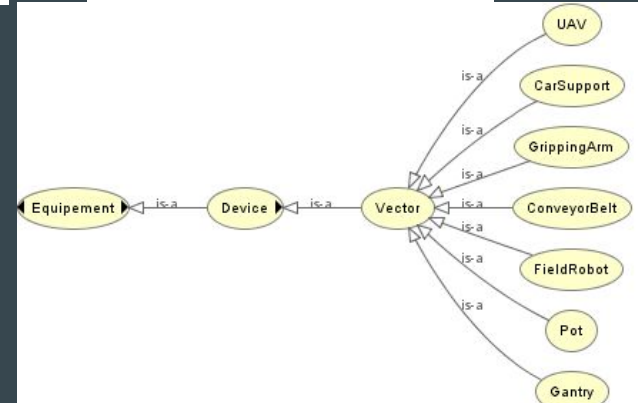 UAV
is-a
CarSupport
is-a
GrippingArm
is-a
Equipement
is-a
Device
is-a
Vector
is-a
ConveyorBelt
is-a
FieldRobot
is-a
Pot
is-a
Gantry